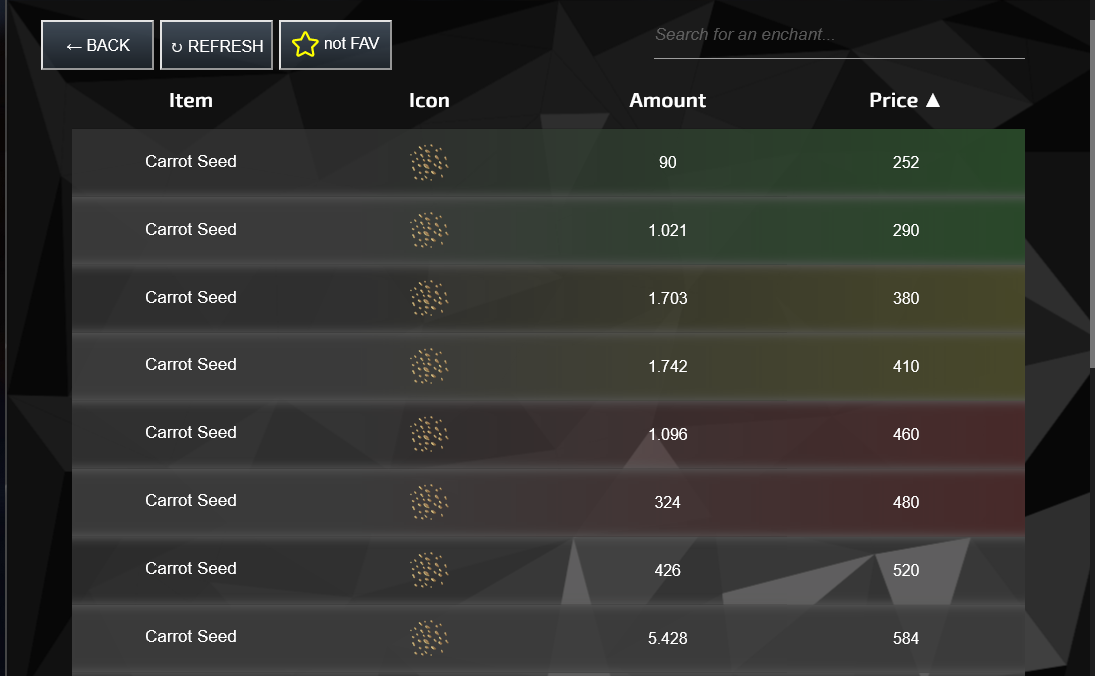 ← BACK ↻ REFRESH not FAV Search for an enchant...
Item Icon Amount Price ▲
Carrot Seed 90 252
Carrot Seed 1.021 290
Carrot Seed 1.703 380
Carrot Seed 1.742 410
Carrot Seed 1.096 460
Carrot Seed 324 480
Carrot Seed 426 520
Carrot Seed 5.428 584